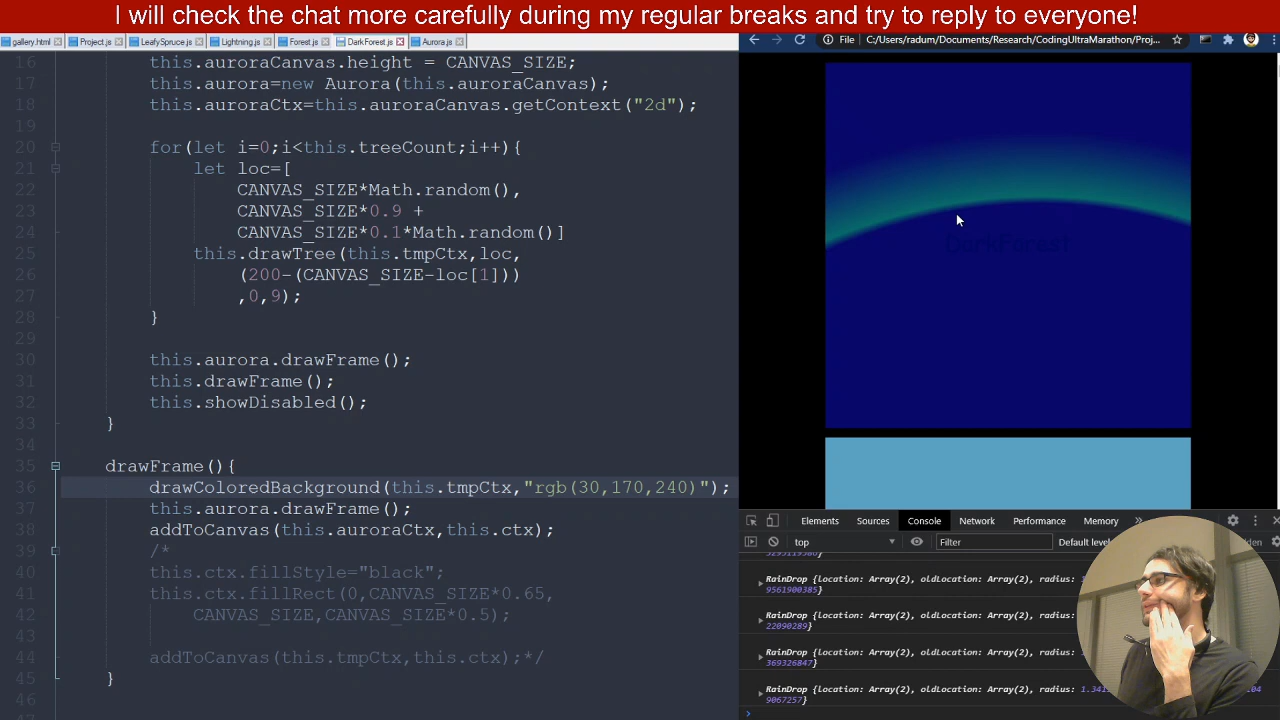 I will check the chat more carefully during my regular breaks and try to reply to everyone!
gallery.html Project.js LeafySpruce.js Lightning.js Forest.js DarkForest.js Aurora.js
File C:/Users/radum/Documents/Research/CodingUltraMarathon/Proj...
16 this.auroraCanvas.height = CANVAS_SIZE;
17 this.aurora=new Aurora(this.auroraCanvas);
18 this.auroraCtx=this.auroraCanvas.getContext("2d");
19
20 for(let i=0;i<this.treeCount;i++){
21 let loc=[
22 CANVAS_SIZE*Math.random(),
23 CANVAS_SIZE*0.9 +
24 CANVAS_SIZE*0.1*Math.random()]
25 this.drawTree(this.tmpCtx,loc,
26 (200-(CANVAS_SIZE-loc[1]))
27 ,0,9);
28 }
29
30 this.aurora.drawFrame();
31 this.drawFrame();
32 this.showDisabled();
33 }
34
35 drawFrame(){
36 drawColoredBackground(this.tmpCtx,"rgb(30,170,240)");
37 this.aurora.drawFrame();
38 addToCanvas(this.auroraCtx,this.ctx);
39 /*
40 this.ctx.fillStyle="black";
41 this.ctx.fillRect(0,CANVAS_SIZE*0.65,
42 CANVAS_SIZE,CANVAS_SIZE*0.5);
43
44 addToCanvas(this.tmpCtx,this.ctx);*/
45 }
46
DarkForest
Elements Sources Console Network Performance Memory »
top Filter Default level
RainDrop {location: Array(2), oldLocation: Array(2), radius: 1.
9561900385}
RainDrop {location: Array(2), oldLocation: Array(2), radius:
22090289}
RainDrop {location: Array(2), oldLocation: Array(2), radius:
369326847}
RainDrop {location: Array(2), oldLocation: Array(2), radius: 1.341
9067257}